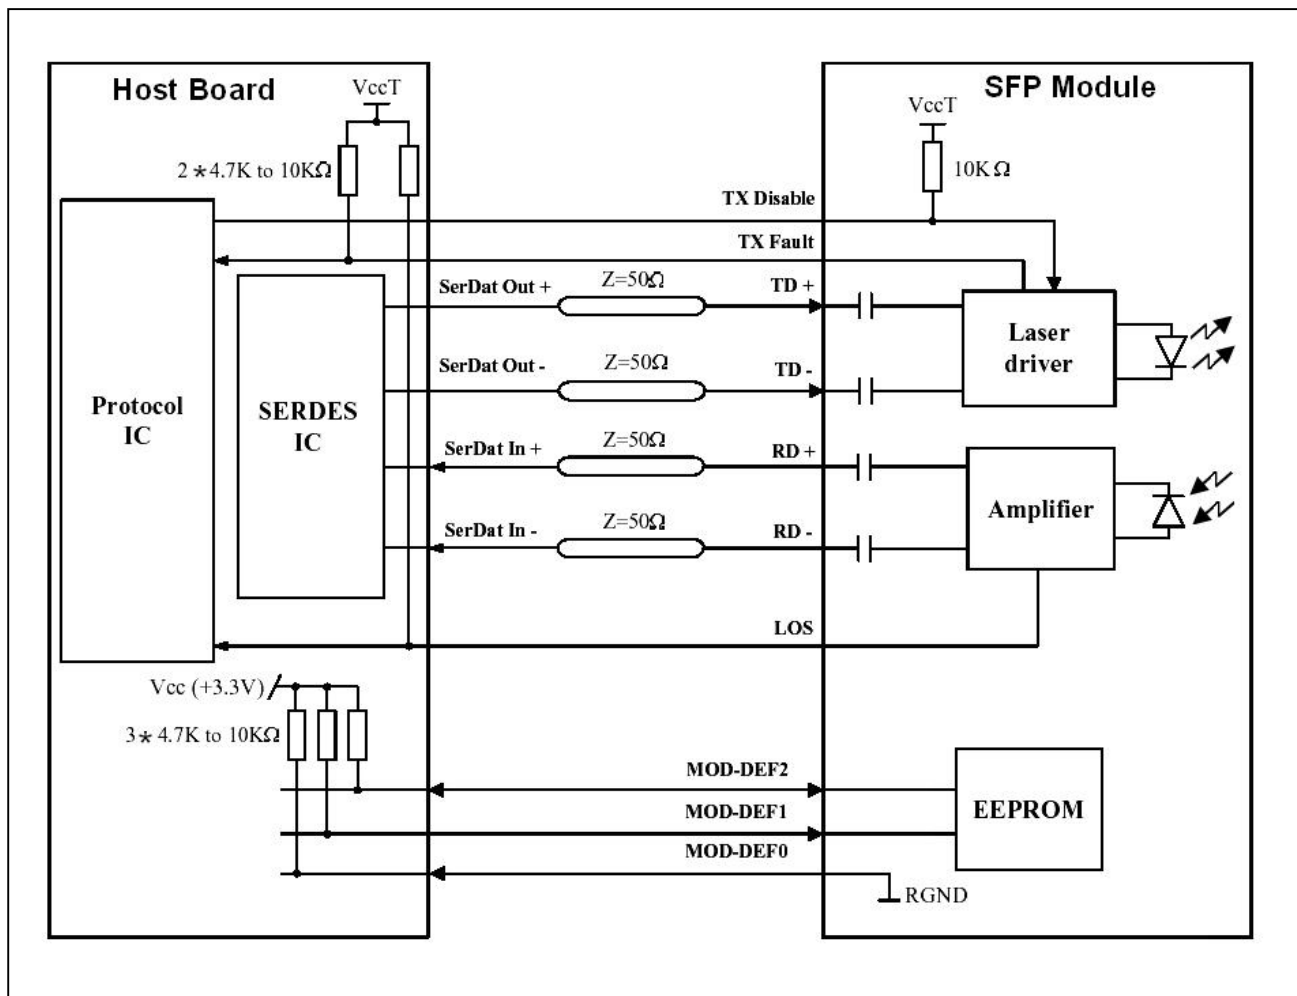 Host Board
SFP Module
VccT
VccT
2*4.7K to 10KΩ
10KΩ
TX Disable
TX Fault
SerDat Out +
Z=50Ω
TD +
Laser
driver
SerDat Out -
Z=50Ω
TD -
Protocol
IC
SERDES
IC
SerDat In +
Z=50Ω
RD +
Amplifier
SerDat In -
Z=50Ω
RD -
LOS
Vcc (+3.3V)
3* 4.7K to 10KΩ
MOD-DEF2
MOD-DEF1
EEPROM
MOD-DEF0
RGND